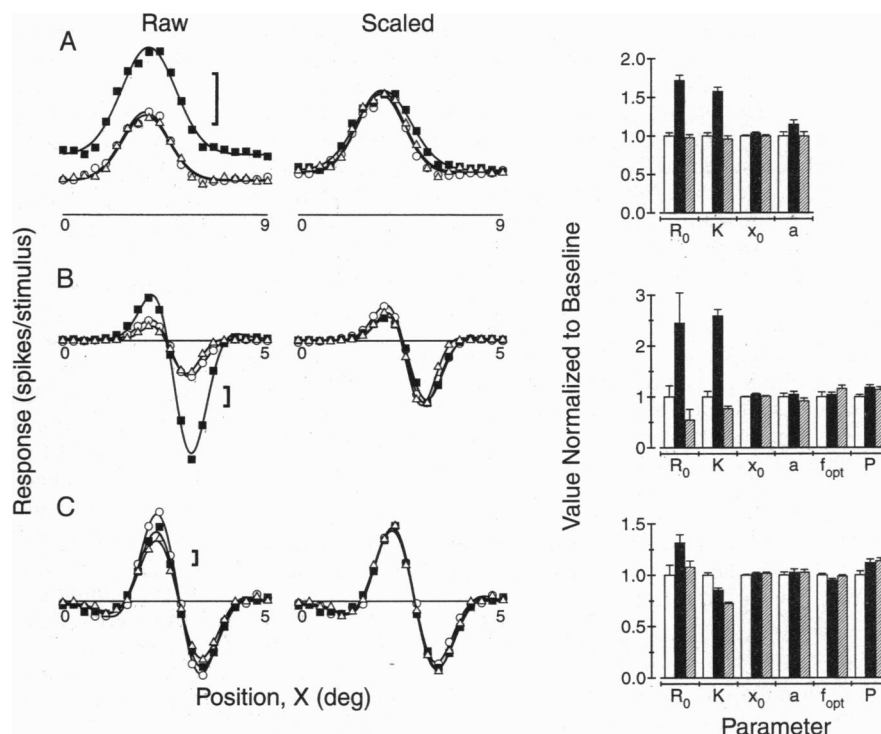 Raw
Scaled
A
B
C
0 9
0 9
0 5
0 5
0 5
0 5
Response (spikes/stimulus)
Position, X (deg)
Value Normalized to Baseline
2.0
1.5
1.0
0.5
0.0
R0 K x0 a
3
2
1
0
R0 K x0 a fopt P
1.5
1.0
0.5
0.0
R0 K x0 a fopt P
Parameter